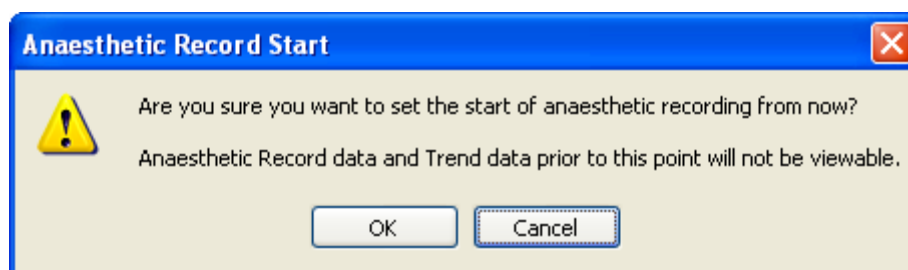 Anaesthetic Record Start
Are you sure you want to set the start of anaesthetic recording from now?
Anaesthetic Record data and Trend data prior to this point will not be viewable.
OK
Cancel